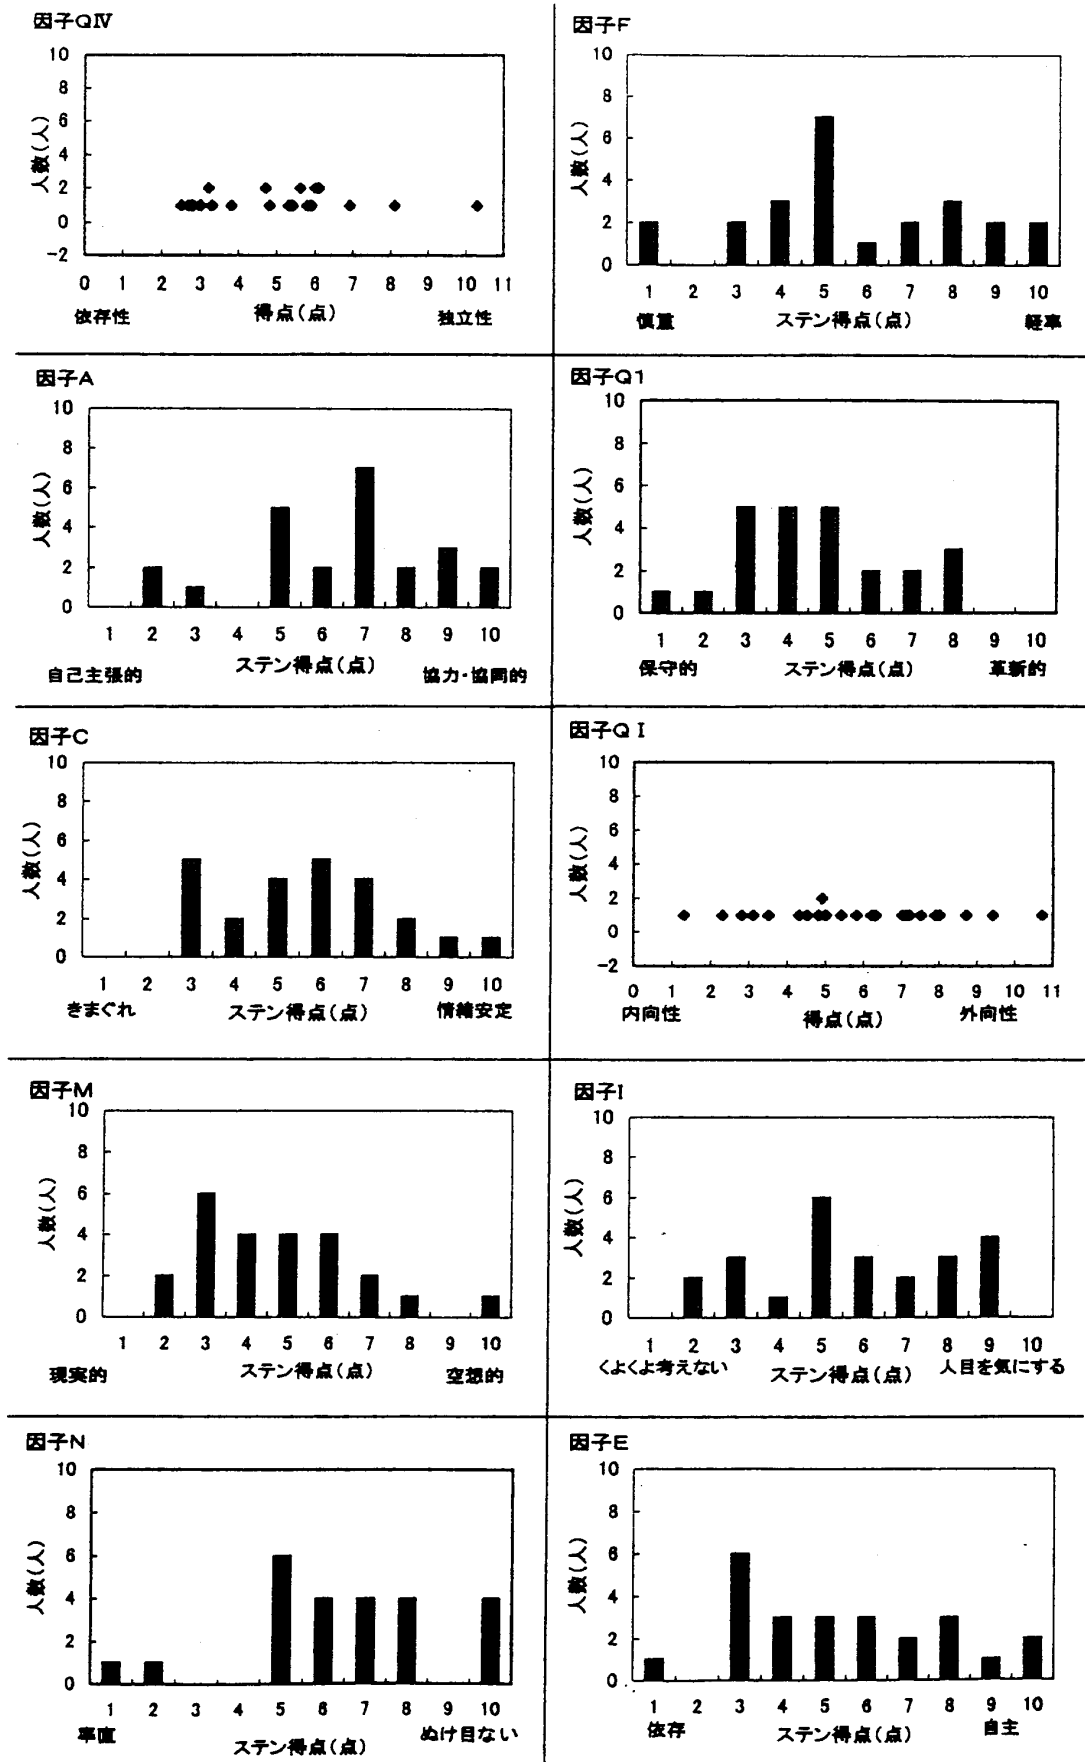 因子QⅣ
10
8
6
4
2
0
-2
人数(人)
0 1 2 3 4 5 6 7 8 9 10 11
依存性 得点(点) 独立性
因子F
10
8
6
4
2
0
人数(人)
1 2 3 4 5 6 7 8 9 10
慎重 ステン得点(点) 軽率
因子A
10
8
6
4
2
0
人数(人)
1 2 3 4 5 6 7 8 9 10
自己主張的 ステン得点(点) 協力・協同的
因子Q1
10
8
6
4
2
0
人数(人)
1 2 3 4 5 6 7 8 9 10
保守的 ステン得点(点) 革新的
因子C
10
8
6
4
2
0
人数(人)
1 2 3 4 5 6 7 8 9 10
きまぐれ ステン得点(点) 情緒安定
因子QⅠ
10
8
6
4
2
0
-2
人数(人)
0 1 2 3 4 5 6 7 8 9 10 11
内向性 得点(点) 外向性
因子M
10
8
6
4
2
0
人数(人)
1 2 3 4 5 6 7 8 9 10
現実的 ステン得点(点) 空想的
因子I
10
8
6
4
2
0
人数(人)
1 2 3 4 5 6 7 8 9 10
くよくよ考えない ステン得点(点) 人目を気にする
因子N
10
8
6
4
2
0
人数(人)
1 2 3 4 5 6 7 8 9 10
率直 ステン得点(点) ぬけ目ない
因子E
10
8
6
4
2
0
人数(人)
1 2 3 4 5 6 7 8 9 10
依存 ステン得点(点) 自主